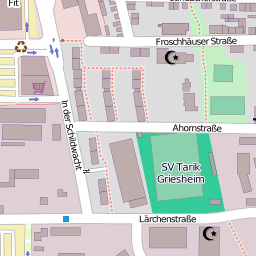 Fit
Froschhäuser Straße
In der Schildwacht
Ahornstraße
SV Tarik
Griesheim
Lärchenstraße